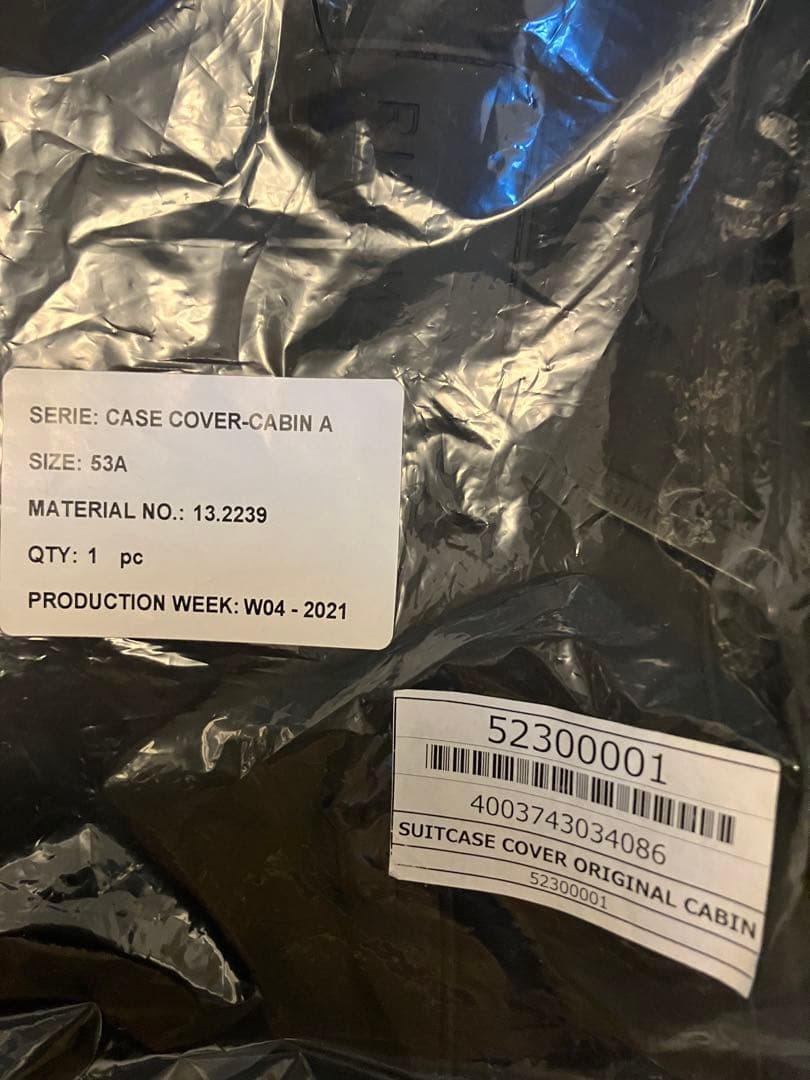 SERIE: CASE COVER-CABIN A
SIZE: 53A
MATERIAL NO.: 13.2239
QTY: 1 pc
PRODUCTION WEEK: W04 - 2021
52300001
4003743034086
SUITCASE COVER ORIGINAL CABIN
52300001